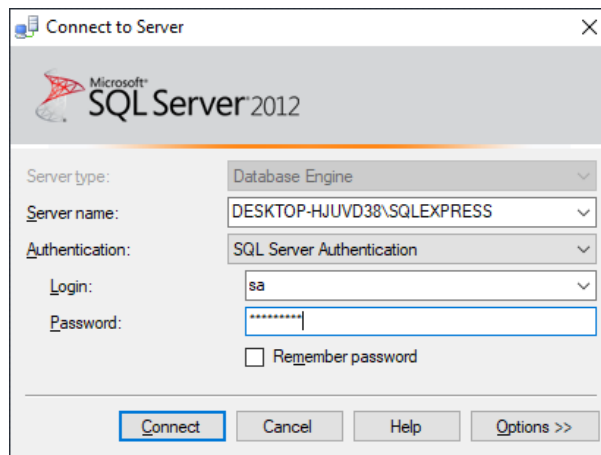 Connect to Server
Microsoft®
SQL Server® 2012
Server type:
Database Engine
Server name:
DESKTOP-HJUVD38\SQLEXPRESS
Authentication:
SQL Server Authentication
Login:
sa
Password:
*********
Remember password
Connect
Cancel
Help
Options >>